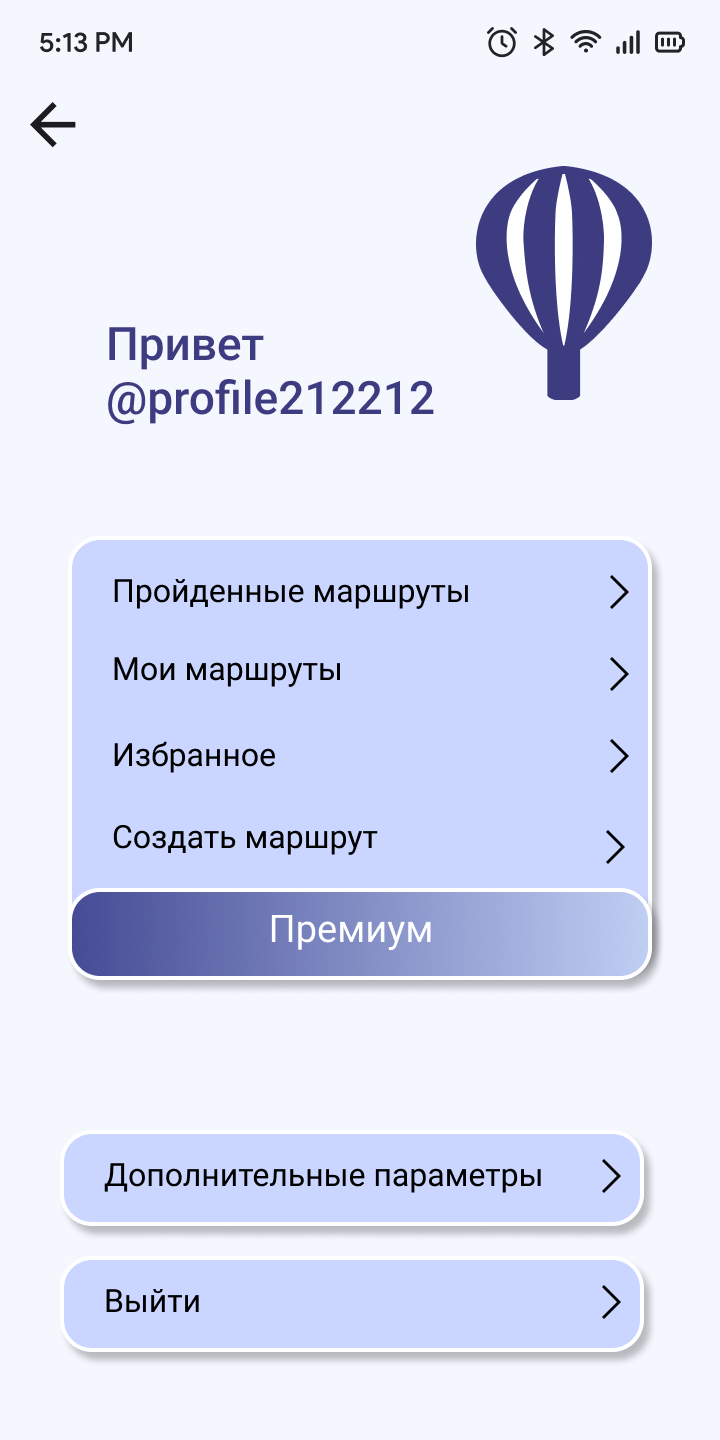 5:13 PM
Привет
@profile212212
Пройденные маршруты
Мои маршруты
Избранное
Создать маршрут
Премиум
Дополнительные параметры
Выйти